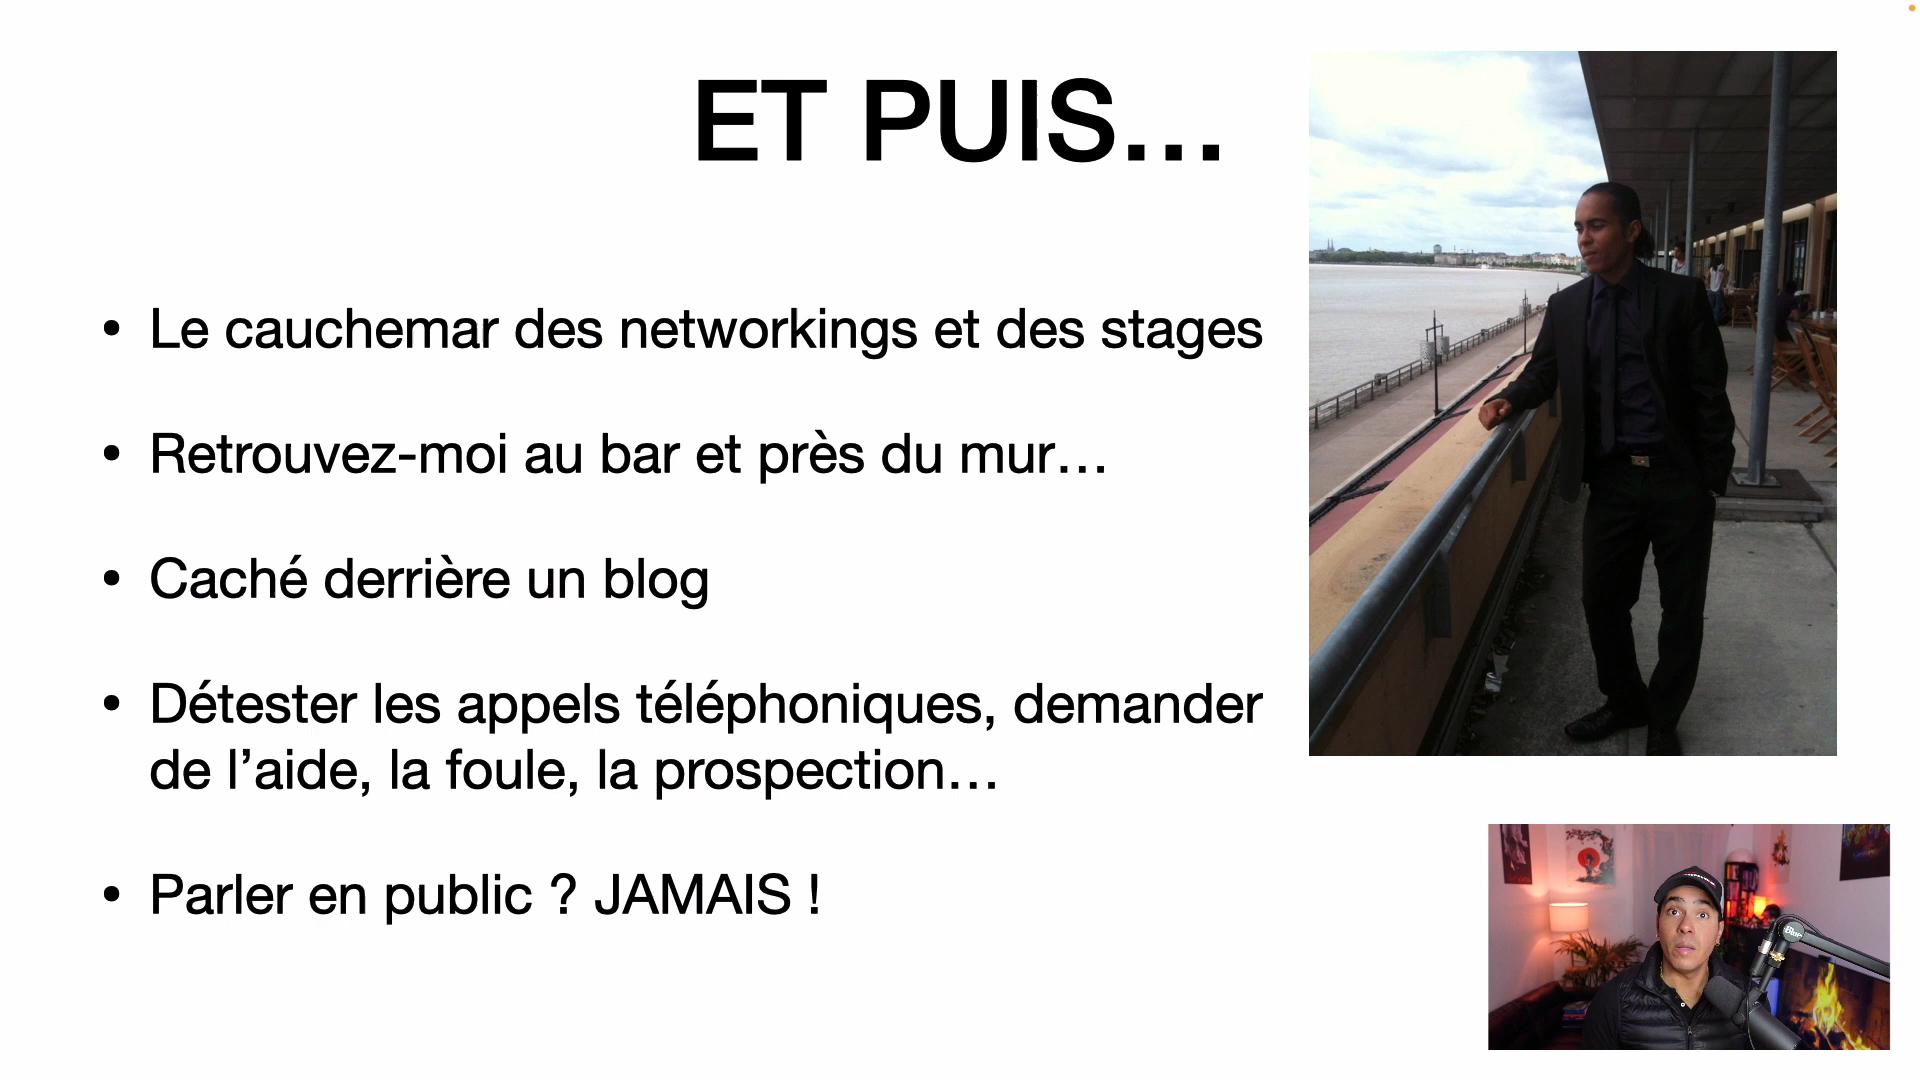 ET PUIS…
• Le cauchemar des networkings et des stages
• Retrouvez-moi au bar et près du mur…
• Caché derrière un blog
• Détester les appels téléphoniques, demander
de l’aide, la foule, la prospection…
• Parler en public ? JAMAIS !
Blue